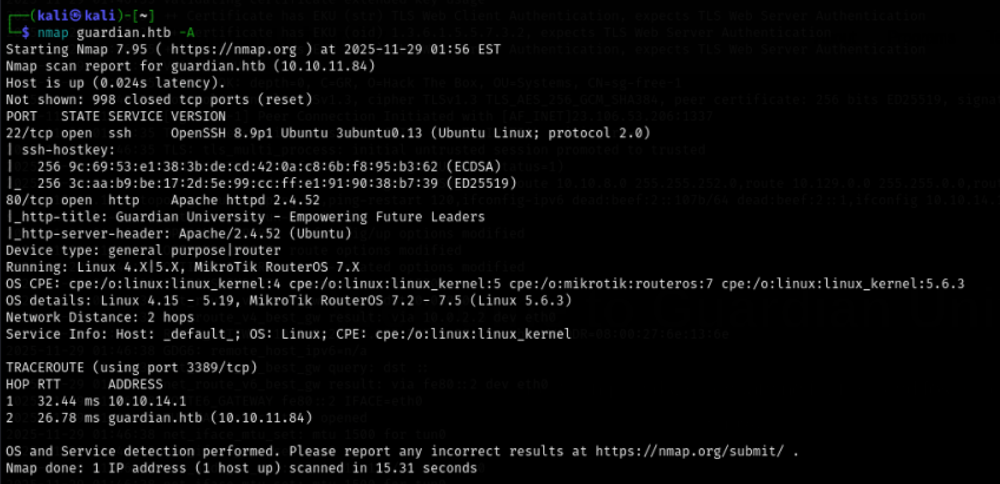 ┌──(kali㉿kali)-[~]
└─$ nmap guardian.htb -A
Starting Nmap 7.95 ( https://nmap.org ) at 2025-11-29 01:56 EST
Nmap scan report for guardian.htb (10.10.11.84)
Host is up (0.024s latency).
Not shown: 998 closed tcp ports (reset)
PORT   STATE SERVICE VERSION
22/tcp open  ssh     OpenSSH 8.9p1 Ubuntu 3ubuntu0.13 (Ubuntu Linux; protocol 2.0)
| ssh-hostkey:
|   256 9c:69:53:e1:38:3b:de:cd:42:0a:c8:6b:f8:95:b3:62 (ECDSA)
|_  256 3c:aa:b9:be:17:2d:5e:99:cc:ff:e1:91:90:38:b7:39 (ED25519)
80/tcp open  http    Apache httpd 2.4.52
|_http-title: Guardian University - Empowering Future Leaders
|_http-server-header: Apache/2.4.52 (Ubuntu)
Device type: general purpose|router
Running: Linux 4.X|5.X, MikroTik RouterOS 7.X
OS CPE: cpe:/o:linux:linux_kernel:4 cpe:/o:linux:linux_kernel:5 cpe:/o:mikrotik:routeros:7 cpe:/o:linux:linux_kernel:5.6.3
OS details: Linux 4.15 - 5.19, MikroTik RouterOS 7.2 - 7.5 (Linux 5.6.3)
Network Distance: 2 hops
Service Info: Host: _default_; OS: Linux; CPE: cpe:/o:linux:linux_kernel
TRACEROUTE (using port 3389/tcp)
HOP RTT      ADDRESS
1   32.44 ms 10.10.14.1
2   26.78 ms guardian.htb (10.10.11.84)
OS and Service detection performed. Please report any incorrect results at https://nmap.org/submit/ .
Nmap done: 1 IP address (1 host up) scanned in 15.31 seconds